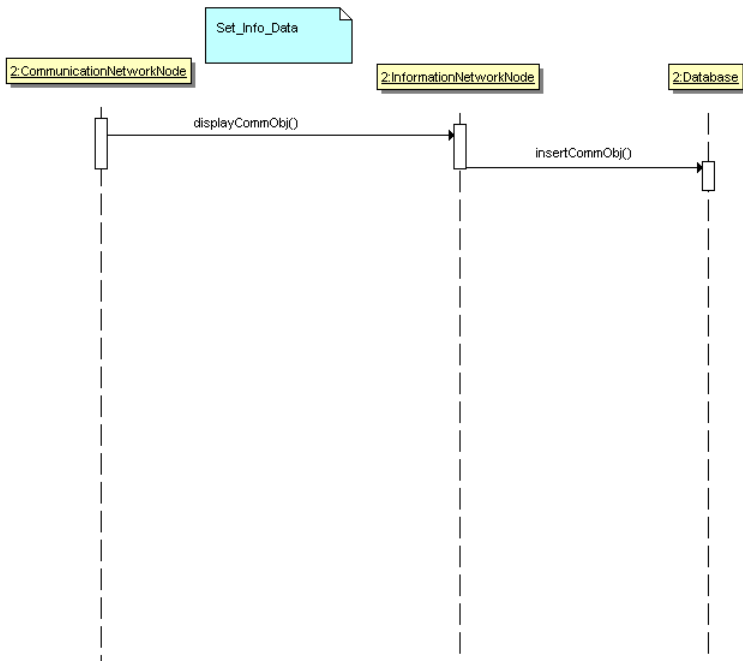 Set_Info_Data
2:CommunicationNetworkNode
2:InformationNetworkNode
2:Database
displayCommObj()
insertCommObj()